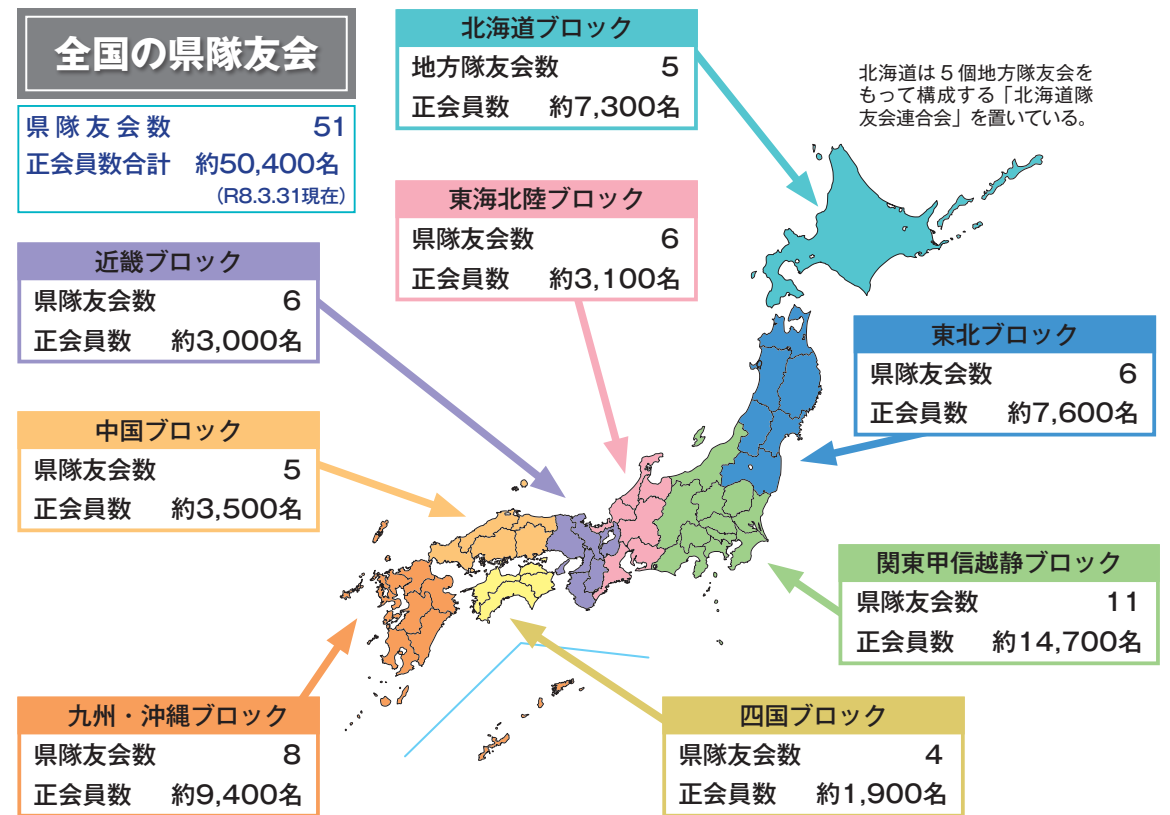 全国の県隊友会
県隊友会数 51
正会員数合計 約50,400名
(R8.3.31現在)
北海道ブロック
地方隊友会数 5
正会員数 約7,300名
北海道は5個地方隊友会を
もって構成する「北海道隊
友会連合会」を置いている。
東海北陸ブロック
県隊友会数 6
正会員数 約3,100名
近畿ブロック
県隊友会数 6
正会員数 約3,000名
東北ブロック
県隊友会数 6
正会員数 約7,600名
中国ブロック
県隊友会数 5
正会員数 約3,500名
関東甲信越静ブロック
県隊友会数 11
正会員数 約14,700名
九州・沖縄ブロック
県隊友会数 8
正会員数 約9,400名
四国ブロック
県隊友会数 4
正会員数 約1,900名